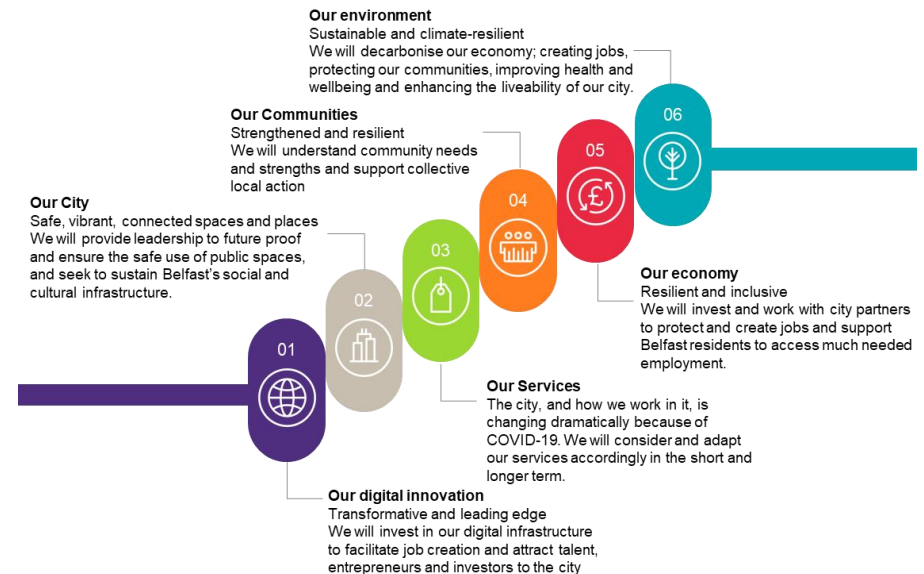 Our environment
Sustainable and climate-resilient
We will decarbonise our economy; creating jobs,
protecting our communities, improving health and
wellbeing and enhancing the liveability of our city.
06
Our Communities
Strengthened and resilient
We will understand community needs
and strengths and support collective
local action
05
04
Our City
Safe, vibrant, connected spaces and places
We will provide leadership to future proof
and ensure the safe use of public spaces,
and seek to sustain Belfast's social and
cultural infrastructure.
03
02
01
Our economy
Resilient and inclusive
We will invest and work with city partners
to protect and create jobs and support
Belfast residents to access much needed
employment.
Our Services
The city, and how we work in it, is
changing dramatically because of
COVID-19. We will consider and adapt
our services accordingly in the short and
longer term.
Our digital innovation
Transformative and leading edge
We will invest in our digital infrastructure
to facilitate job creation and attract talent,
entrepreneurs and investors to the city